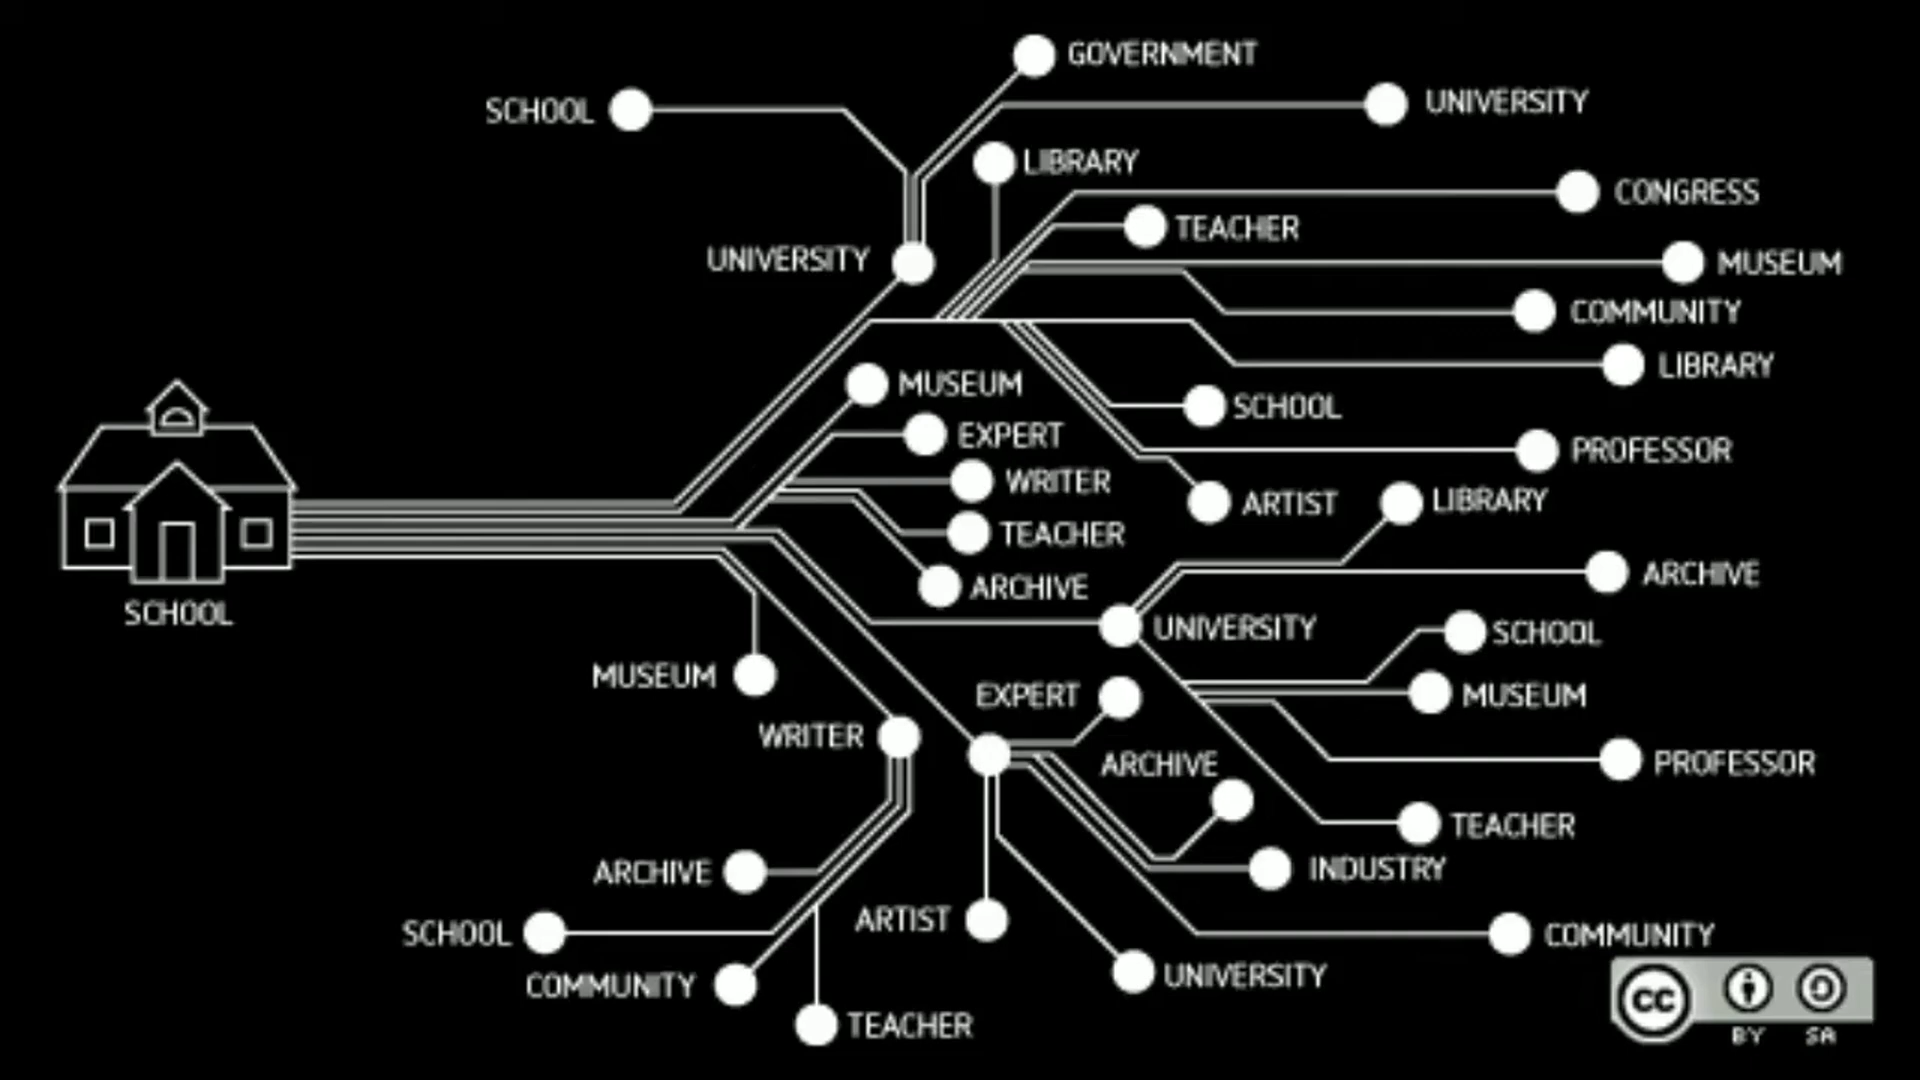 GOVERNMENT
SCHOOL
UNIVERSITY
LIBRARY
CONGRESS
TEACHER
UNIVERSITY
MUSEUM
COMMUNITY
LIBRARY
MUSEUM
SCHOOL
EXPERT
PROFESSOR
WRITER
ARTIST
LIBRARY
TEACHER
ARCHIVE
ARCHIVE
SCHOOL
UNIVERSITY
SCHOOL
MUSEUM
EXPERT
MUSEUM
WRITER
ARCHIVE
PROFESSOR
TEACHER
ARCHIVE
INDUSTRY
SCHOOL
ARTIST
COMMUNITY
COMMUNITY
UNIVERSITY
TEACHER
cc
BY SA